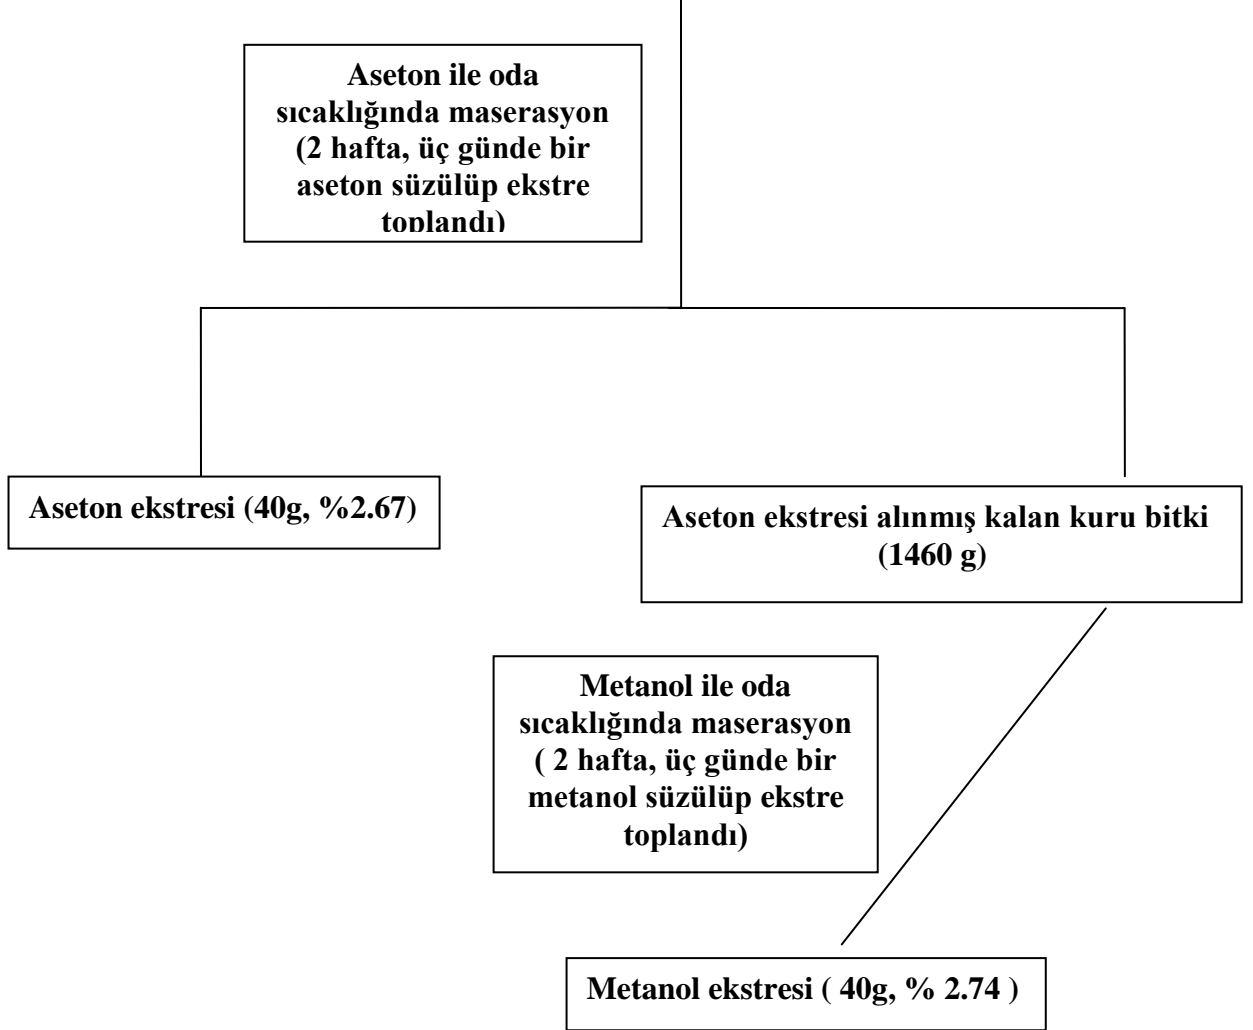 Aseton ile oda
sıcaklığında maserasyon
(2 hafta, üç günde bir
aseton süzülüp ekstre
toplandı)
Aseton ekstresi (40g, %2.67)
Aseton ekstresi alınmış kalan kuru bitki
(1460 g)
Metanol ile oda
sıcaklığında maserasyon
( 2 hafta, üç günde bir
metanol süzülüp ekstre
toplandı)
Metanol ekstresi ( 40g, % 2.74 )